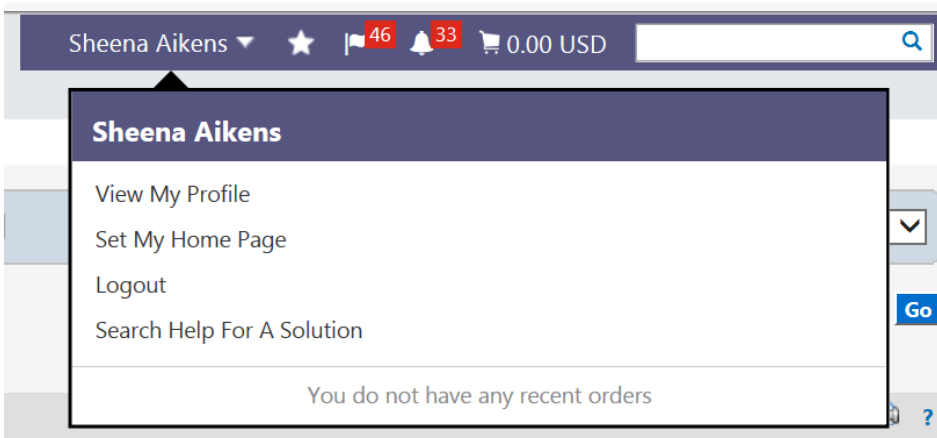 Sheena Aikens 46 33 0.00 USD
Sheena Aikens
View My Profile
Set My Home Page
Logout
Search Help For A Solution
Go
You do not have any recent orders
?